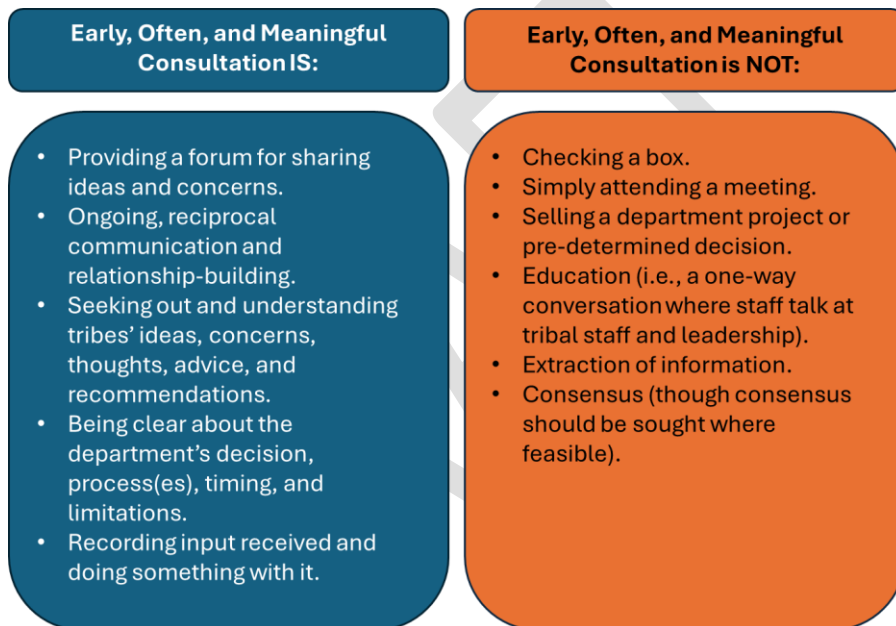 Early, Often, and Meaningful
Consultation IS:
• Providing a forum for sharing
ideas and concerns.
• Ongoing, reciprocal
communication and
relationship-building.
• Seeking out and understanding
tribes’ ideas, concerns,
thoughts, advice, and
recommendations.
• Being clear about the
department’s decision,
process(es), timing, and
limitations.
• Recording input received and
doing something with it.
Early, Often, and Meaningful
Consultation is NOT:
• Checking a box.
• Simply attending a meeting.
• Selling a department project or
pre-determined decision.
• Education (i.e., a one-way
conversation where staff talk at
tribal staff and leadership).
• Extraction of information.
• Consensus (though consensus
should be sought where
feasible).